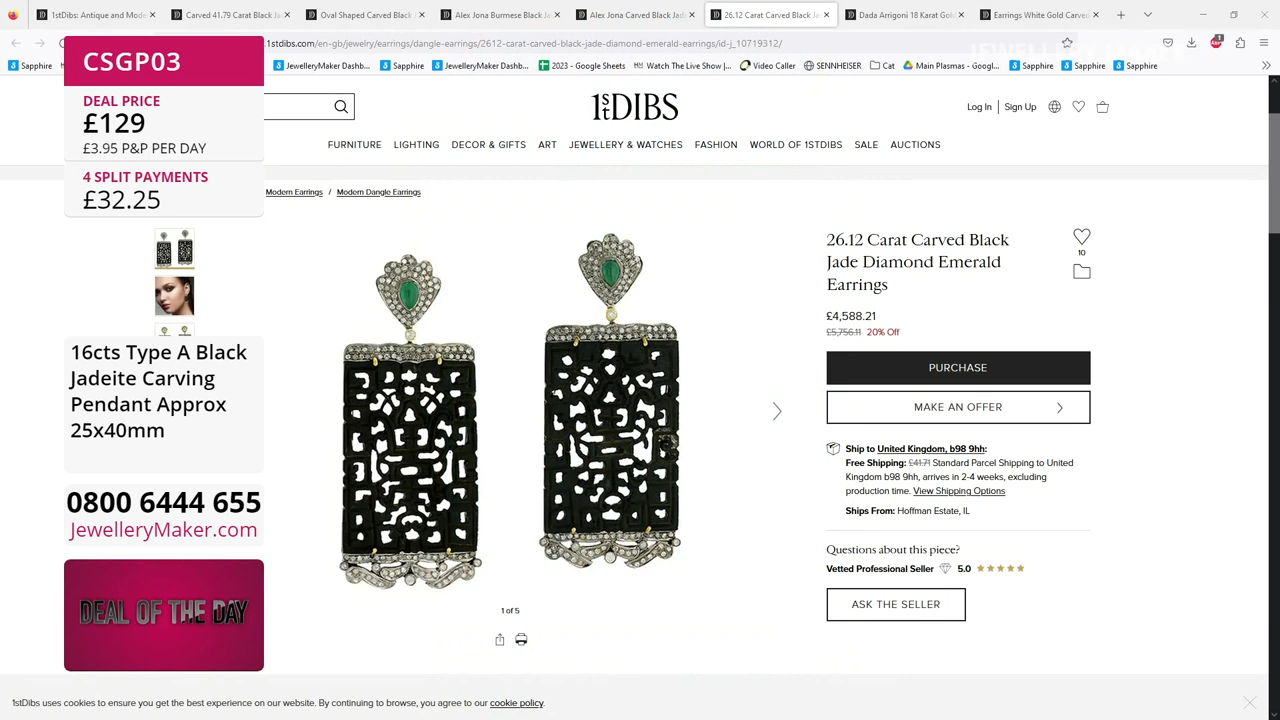 Dangle Earrings
Carole 41.79 Carat Black Ja
Oval Shaped Carved Black J
Alex Jona Burmese Black Ja
Alex Jona Carved Black Jade
26.12 Carat Carved Black Ja
Dada Arrigoni 18 Karat Gold
Earrings White Gold Carved
1stdibs.com/en-gb/jewelry/earrings/dangle-earrings/2612-carat-carved-black-jade-diamond-emerald-earrings/id-j_10719312/
JewelleryMaker Dashb...
Sapphire
JewelleryMaker Dashb...
Sapphire
2023 - Google Sheets
Watch The Live Show |...
Video Caller
SENNHEISER
Cat
Main Plasmas - Googl...
Sapphire
Sapphire
Sapphire
CSGP03
DEAL PRICE
£129
£3.95 P&P PER DAY
4 SPLIT PAYMENTS
£32.25
1stDIBS
Log In | Sign Up
FURNITURE LIGHTING DECOR & GIFTS ART JEWELLERY & WATCHES FASHION WORLD OF 1STDIBS SALE AUCTIONS
Modern Earrings / Modern Dangle Earrings
26.12 Carat Carved Black
Jade Diamond Emerald
Earrings
10
£4,588.21
£5,756.11 20% Off
PURCHASE
MAKE AN OFFER
Ship to United Kingdom, b98 9hh:
Free Shipping: £41.71 Standard Parcel Shipping to United
Kingdom b98 9hh, arrives in 2-4 weeks, excluding
production time. View Shipping Options
Ships From: Hoffman Estate, IL
Questions about this piece?
Vetted Professional Seller 5.0
ASK THE SELLER
16cts Type A Black
Jadeite Carving
Pendant Approx
25x40mm
0800 6444 655
JewelleryMaker.com
DEAL OF THE DAY
1 of 5
1stDibs uses cookies to ensure you get the best experience on our website. By continuing to browse, you agree to our cookie policy.